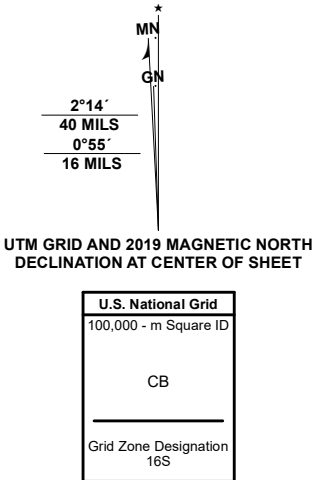 MN
GN
2°14´
40 MILS
0°55´
16 MILS
UTM GRID AND 2019 MAGNETIC NORTH
DECLINATION AT CENTER OF SHEET
U.S. National Grid
100,000 - m Square ID
CB
Grid Zone Designation
16S